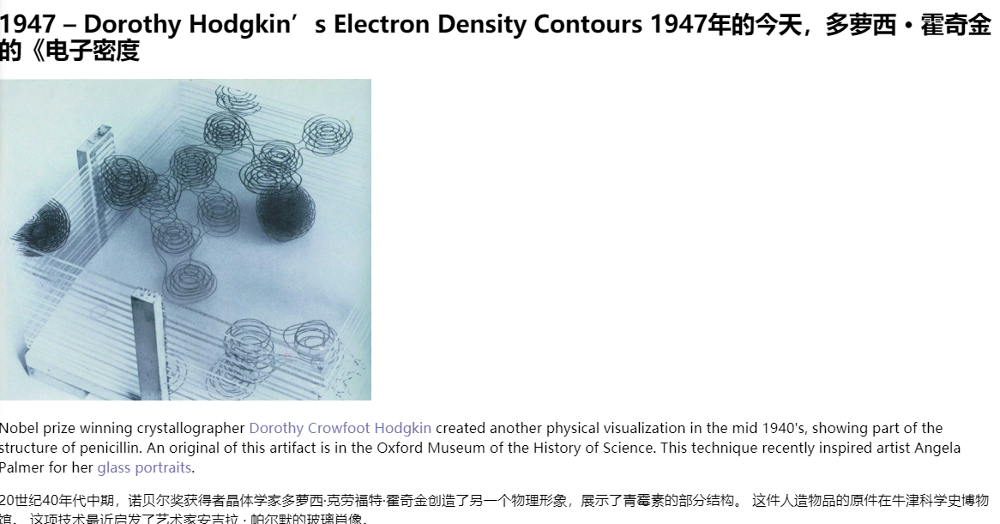 1947 – Dorothy Hodgkin’s Electron Density Contours 1947年的今天，多萝西 • 霍奇金
的《电子密度
Nobel prize winning crystallographer Dorothy Crowfoot Hodgkin created another physical visualization in the mid 1940's, showing part of the
structure of penicillin. An original of this artifact is in the Oxford Museum of the History of Science. This technique recently inspired artist Angela
Palmer for her glass portraits.
20世纪40年代中期，诺贝尔奖获得者晶体学家多萝西·克劳福特·霍奇金创造了另一个物理形象，展示了青霉素的部分结构。 这件人造物品的原件在牛津科学史博物
馆。 这项技术最近启发了艺术家安吉拉 · 帕尔默的玻璃肖像。